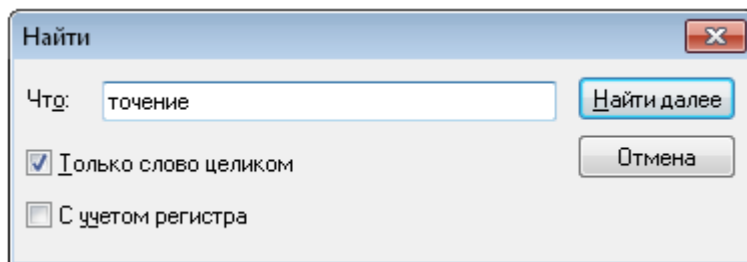 Найти
Что: точение Найти далее
Только слово целиком Отмена
С учетом регистра